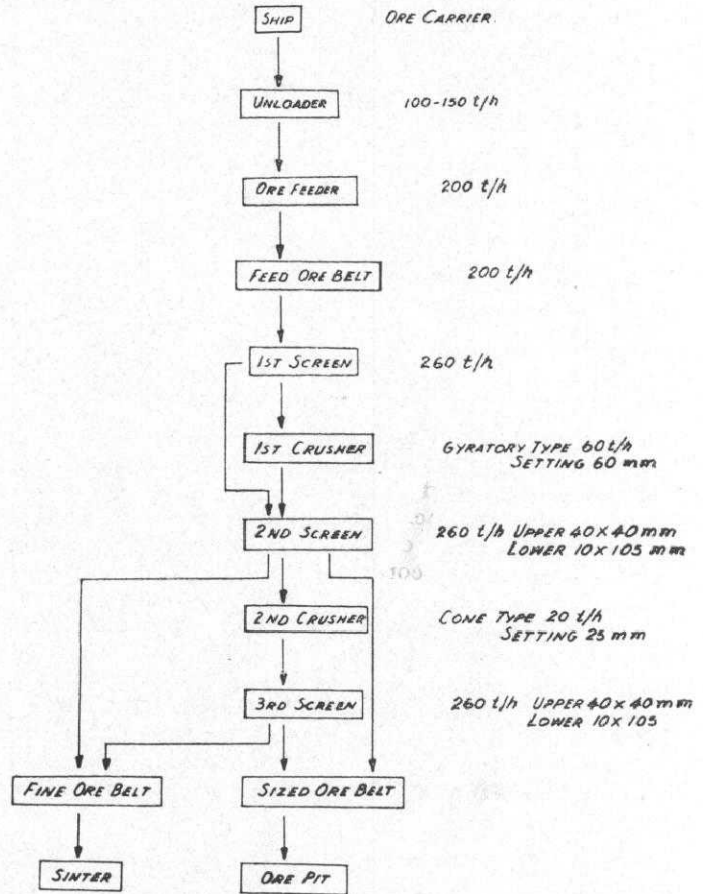 SHIP ORE CARRIER.
UNLOADER 100-150 t/h
ORE FEEDER 200 t/h
FEED ORE BELT 200 t/h
1ST SCREEN 260 t/h
1ST CRUSHER GYRATORY TYPE 60 t/h
SETTING 60 mm
2ND SCREEN 260 t/h UPPER 40 x 40 mm
LOWER 10 x 105 mm
2ND CRUSHER CONE TYPE 20 t/h
SETTING 25 mm
3RD SCREEN 260 t/h UPPER 40 x 40 mm
LOWER 10 x 105
FINE ORE BELT SIZED ORE BELT
SINTER ORE PIT